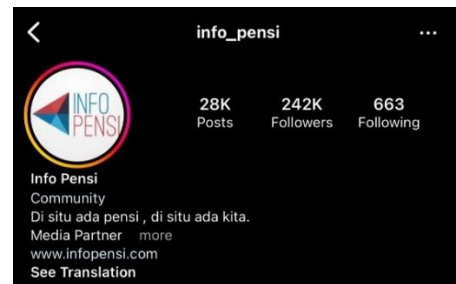 info_pensi
INFO
PENSI
28K 242K 663
Posts Followers Following
Info Pensi
Community
Di situ ada pensi , di situ ada kita.
Media Partner more
www.infopensi.com
See Translation